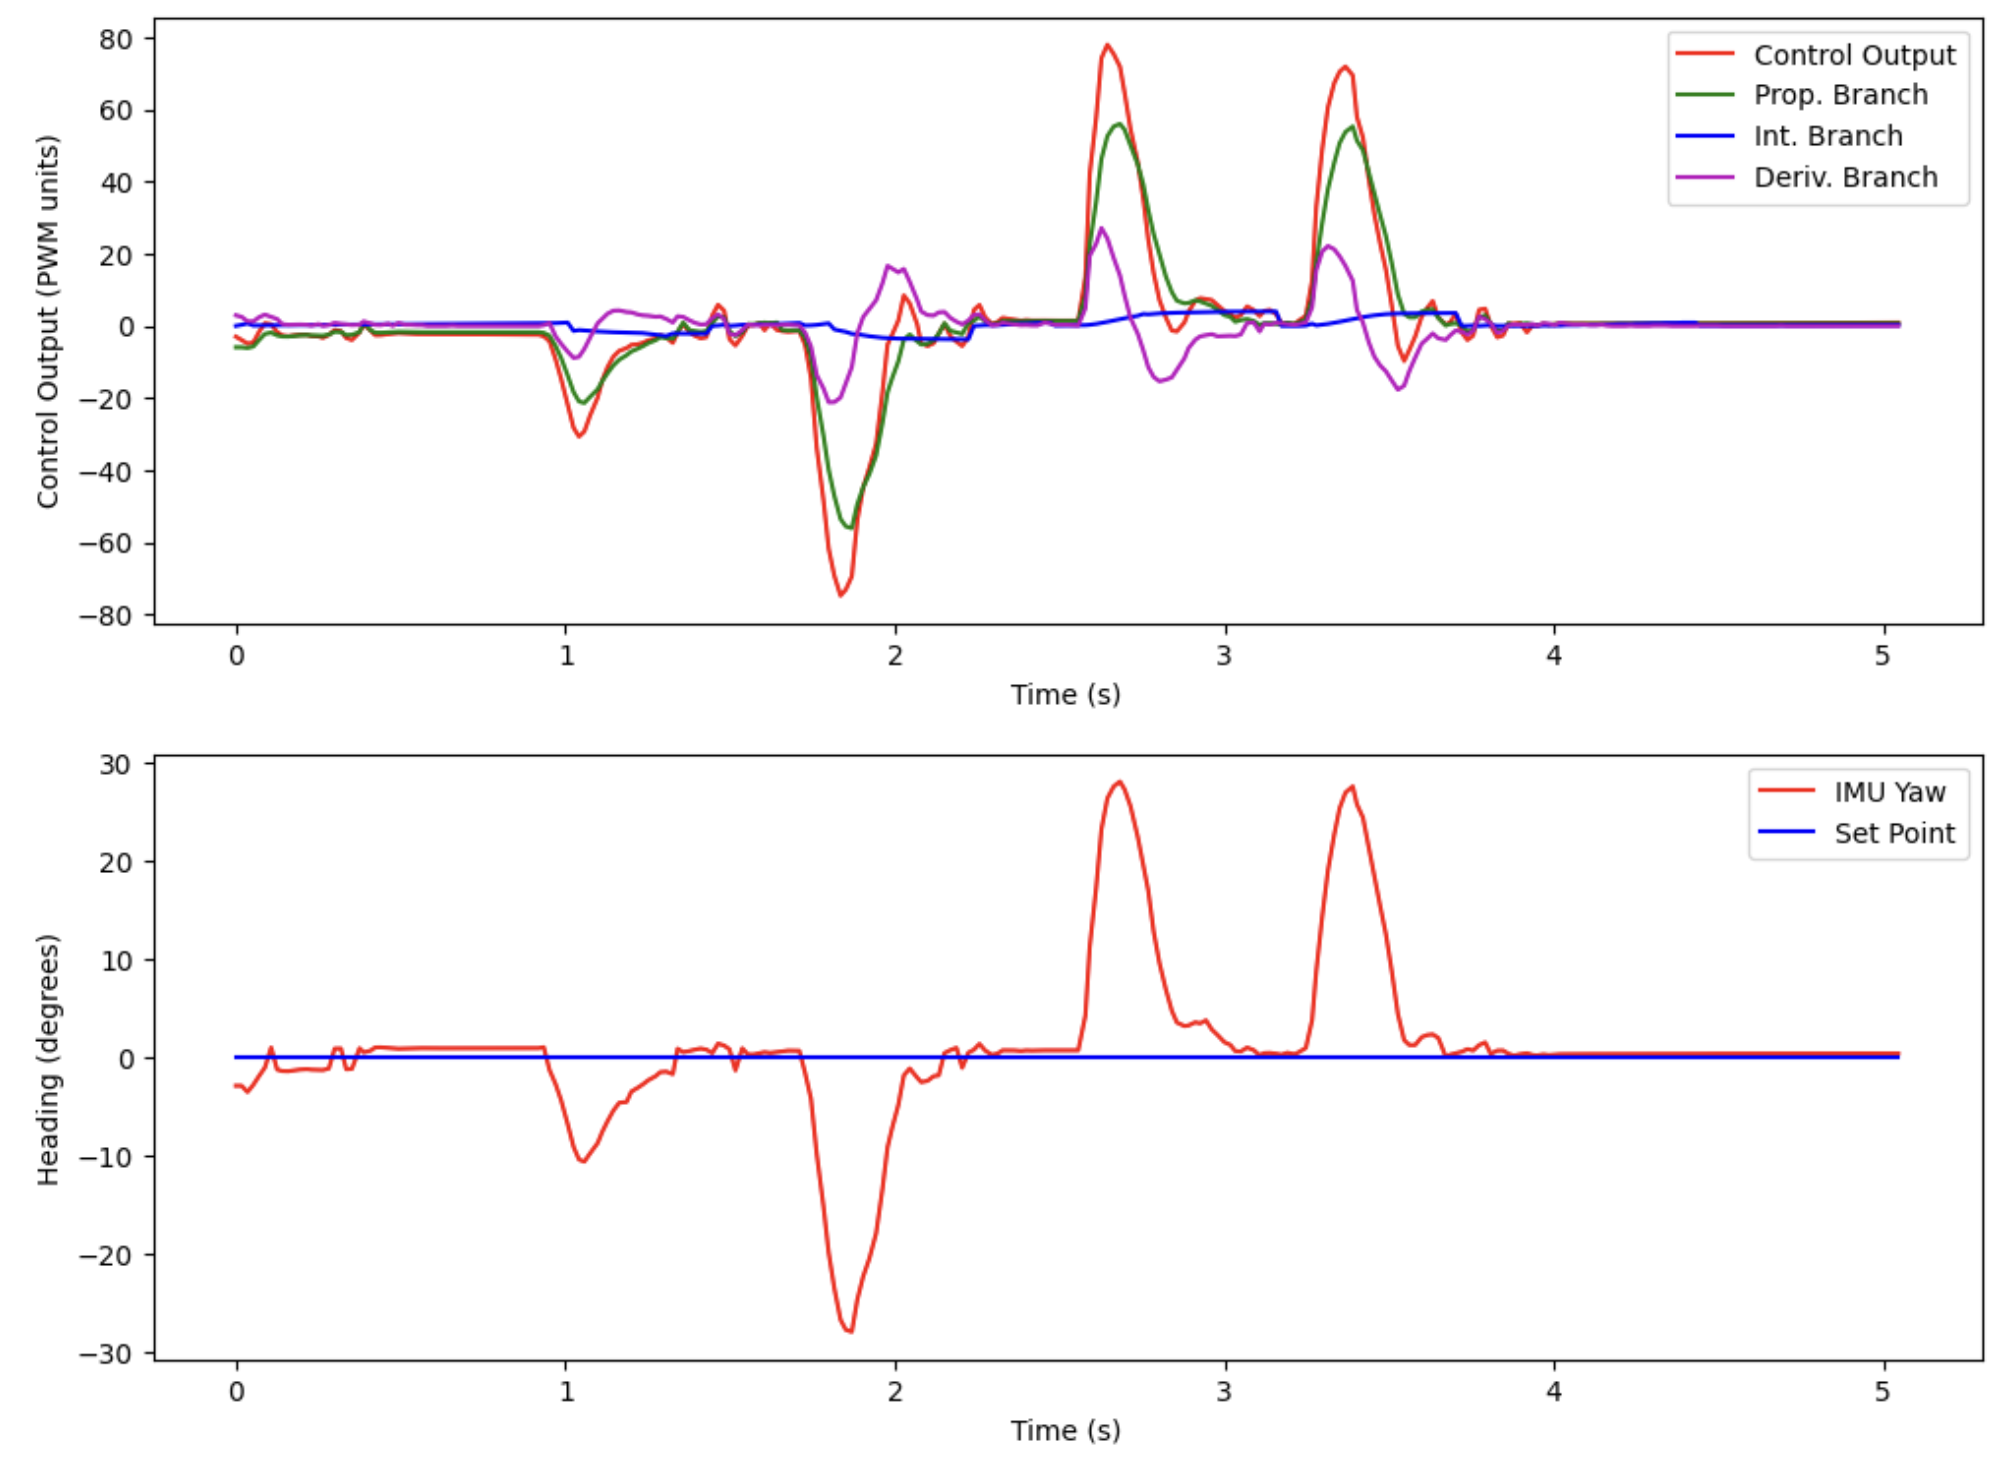 80
60
40
20
0
−20
−40
−60
−80
Control Output (PWM units)
Control Output
Prop. Branch
Int. Branch
Deriv. Branch
0 1 2 3 4 5
Time (s)
30
20
10
0
−10
−20
−30
Heading (degrees)
IMU Yaw
Set Point
0 1 2 3 4 5
Time (s)